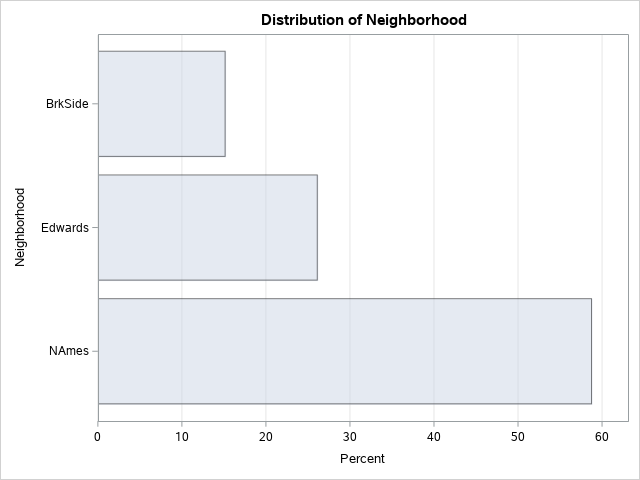 Distribution of Neighborhood
Neighborhood
BrkSide
Edwards
NAmes
0 10 20 30 40 50 60
Percent